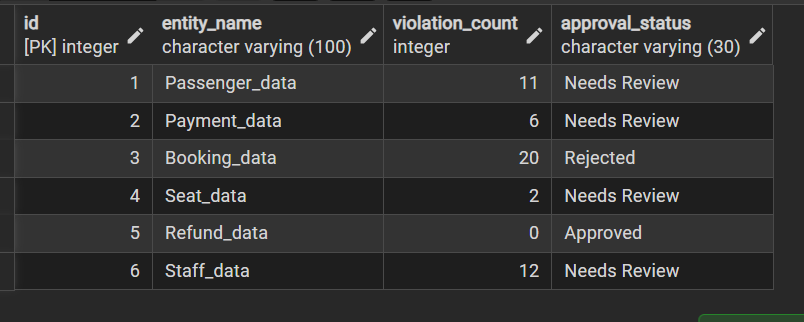 id entity_name violation_count approval_status
[PK] integer character varying (100) integer character varying (30)
1 Passenger_data 11 Needs Review
2 Payment_data 6 Needs Review
3 Booking_data 20 Rejected
4 Seat_data 2 Needs Review
5 Refund_data 0 Approved
6 Staff_data 12 Needs Review